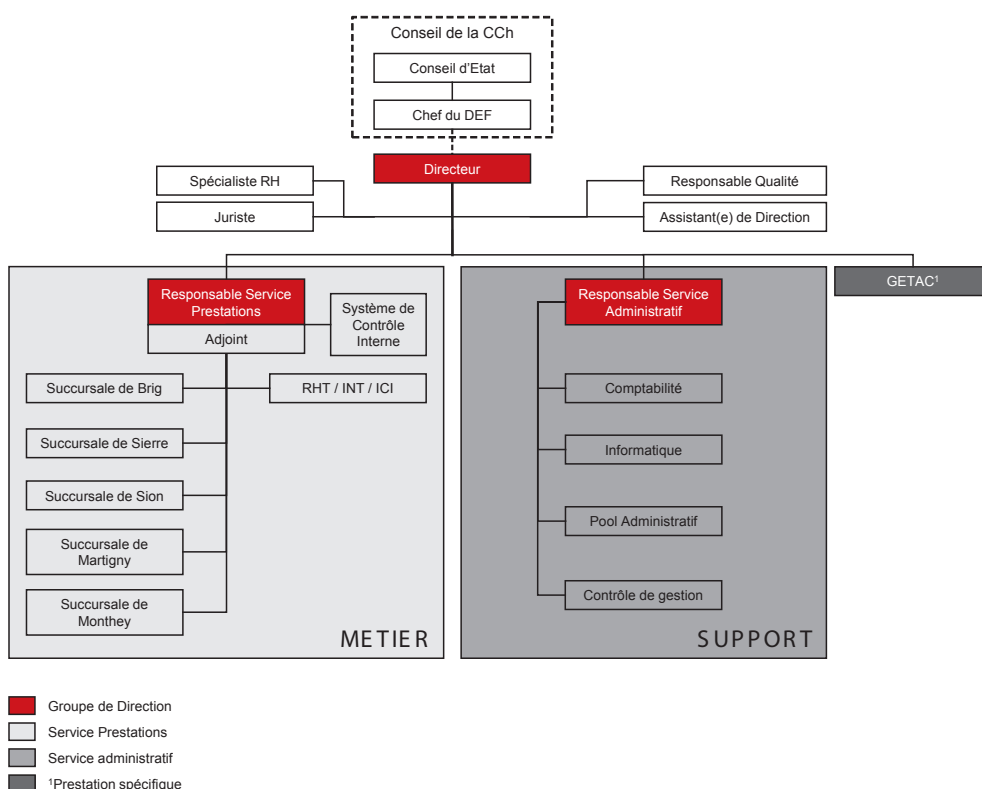 Conseil de la CCh
Conseil d'Etat
Chef du DEF
Directeur
Spécialiste RH
Responsable Qualité
Juriste
Assistant(e) de Direction
GETAC¹
Responsable Service
Prestations
Adjoint
Système de
Contrôle
Interne
Succursale de Brig
RHT / INT / ICI
Succursale de Sierre
Succursale de Sion
Succursale de
Martigny
Succursale de
Monthey
METIER
Responsable Service
Administratif
Comptabilité
Informatique
Pool Administratif
Contrôle de gestion
SUPPORT
Groupe de Direction
Service Prestations
Service administratif
¹Prestation spécifique